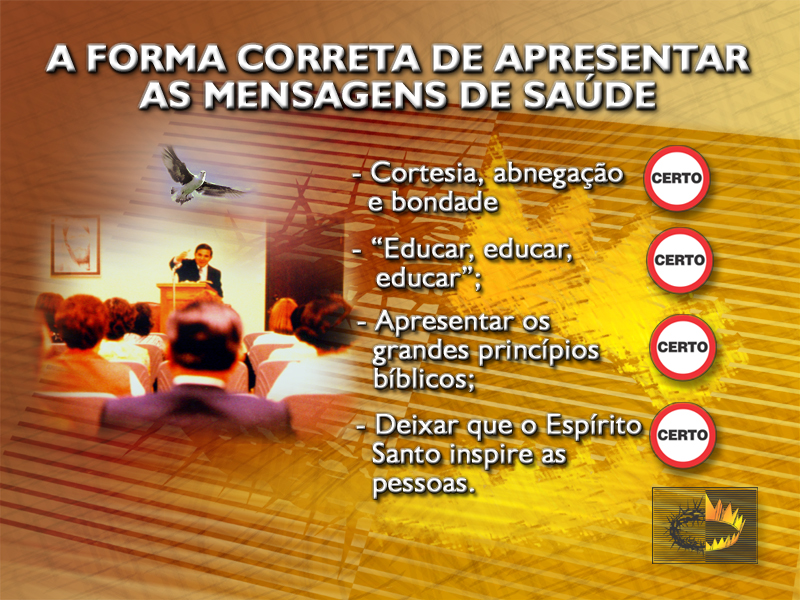 A FORMA CORRETA DE APRESENTAR
AS MENSAGENS DE SAÚDE
- Cortesia, abnegação
e bondade
CERTO
- “Educar, educar,
educar”;
CERTO
- Apresentar os
grandes princípios
bíblicos;
CERTO
- Deixar que o Espírito
Santo inspire as
pessoas.
CERTO